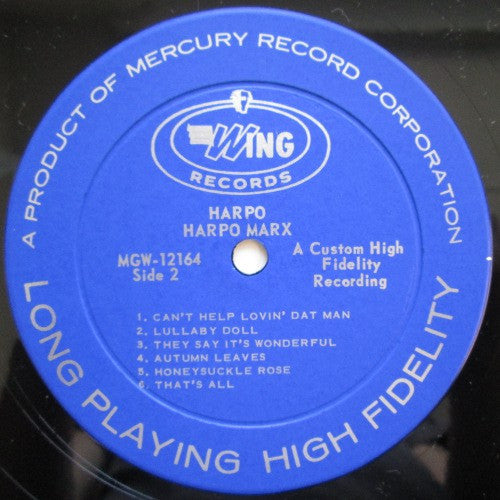 A PRODUCT OF MERCURY RECORD CORPORATION
WING
RECORDS
HARPO
HARPO MARX
MGW-12164
Side 2
A Custom High
Fidelity
Recording
1. CAN'T HELP LOVIN' DAT MAN
2. LULLABY DOLL
3. THEY SAY IT'S WONDERFUL
4. AUTUMN LEAVES
5. HONEYSUCKLE ROSE
6. THAT'S ALL
LONG PLAYING HIGH FIDELITY